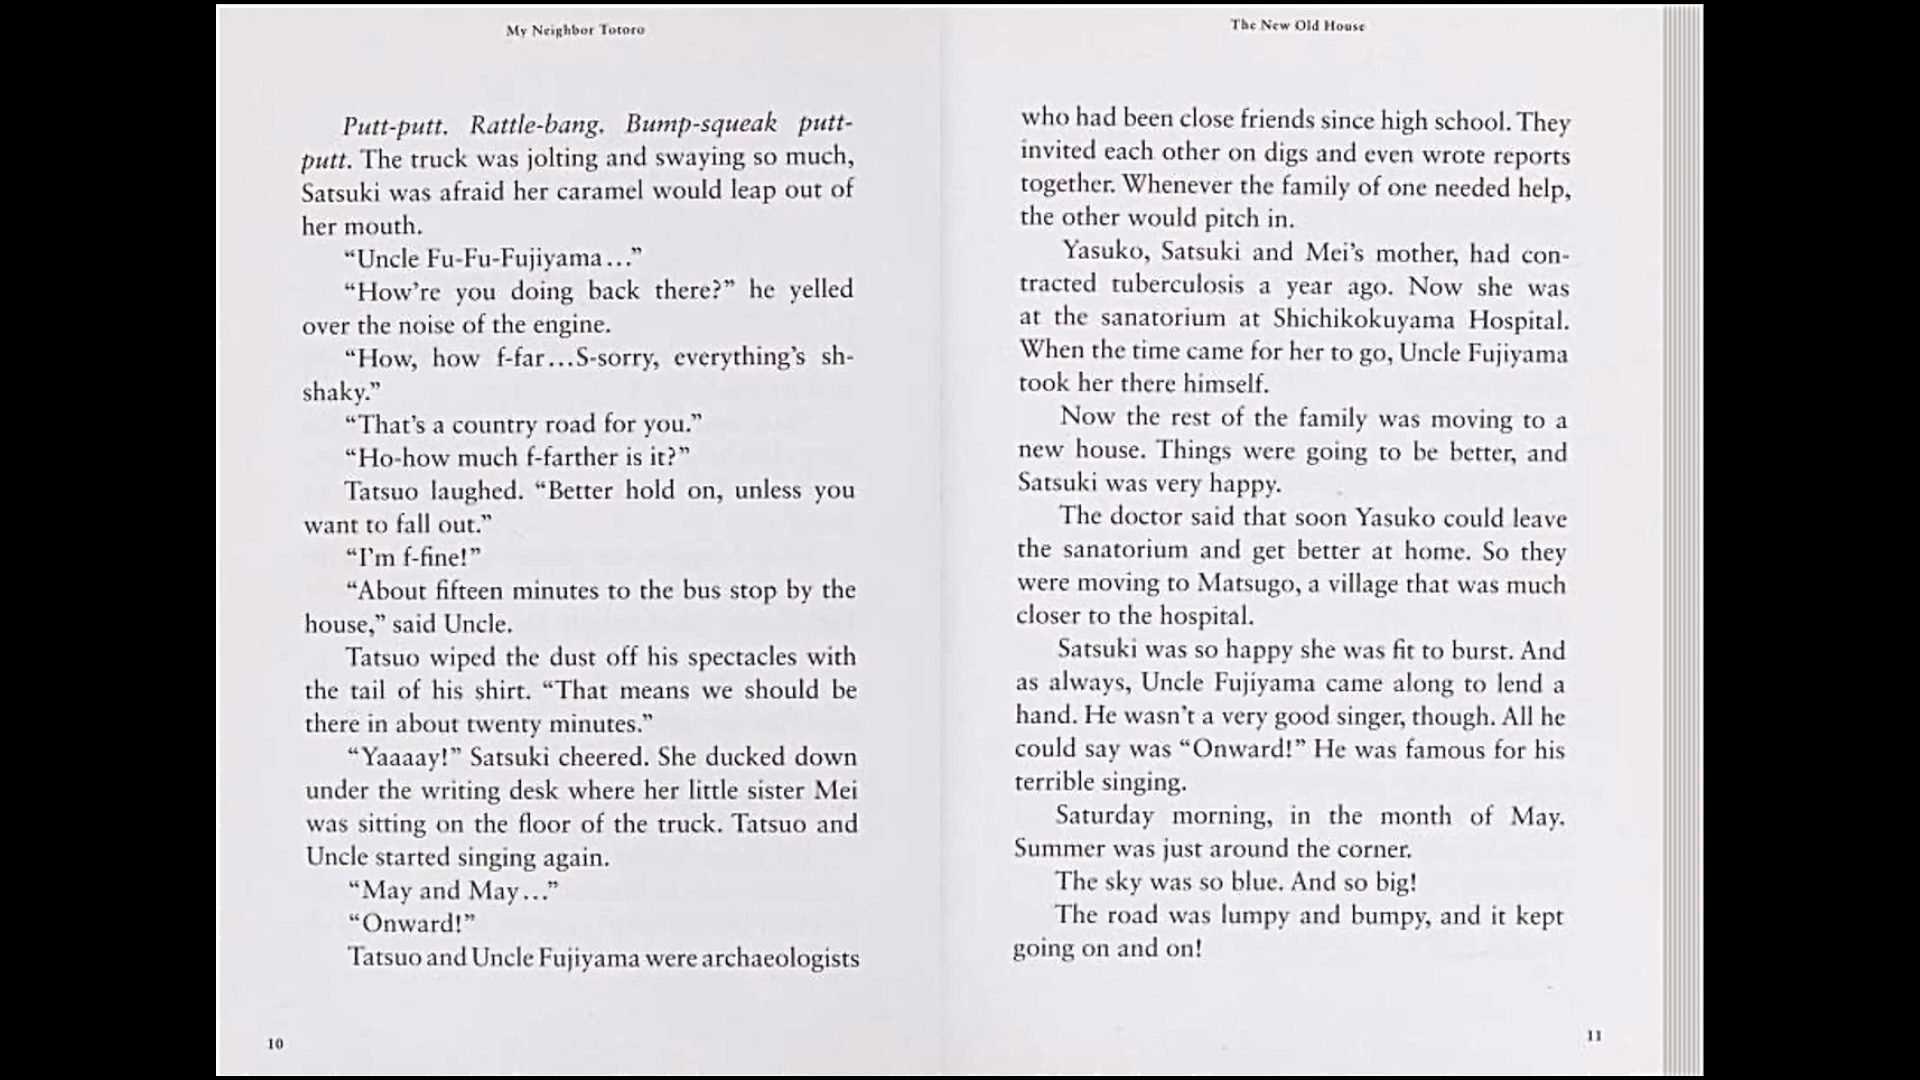 My Neighbor Totoro
Putt-putt. Rattle-bang. Bump-squeak putt-
putt. The truck was jolting and swaying so much,
Satsuki was afraid her caramel would leap out of
her mouth.
“Uncle Fu-Fu-Fujiyama…”
“How’re you doing back there?” he yelled
over the noise of the engine.
“How, how f-far…S-sorry, everything’s sh-
shaky.”
“That’s a country road for you.”
“Ho-how much f-farther is it?”
Tatsuo laughed. “Better hold on, unless you
want to fall out.”
“I’m f-fine!”
“About fifteen minutes to the bus stop by the
house,” said Uncle.
Tatsuo wiped the dust off his spectacles with
the tail of his shirt. “That means we should be
there in about twenty minutes.”
“Yaaaay!” Satsuki cheered. She ducked down
under the writing desk where her little sister Mei
was sitting on the floor of the truck. Tatsuo and
Uncle started singing again.
“May and May…”
“Onward!”
Tatsuo and Uncle Fujiyama were archaeologists
10
The New Old House
who had been close friends since high school. They
invited each other on digs and even wrote reports
together. Whenever the family of one needed help,
the other would pitch in.
Yasuko, Satsuki and Mei’s mother, had con-
tracted tuberculosis a year ago. Now she was
at the sanatorium at Shichikokuyama Hospital.
When the time came for her to go, Uncle Fujiyama
took her there himself.
Now the rest of the family was moving to a
new house. Things were going to be better, and
Satsuki was very happy.
The doctor said that soon Yasuko could leave
the sanatorium and get better at home. So they
were moving to Matsugo, a village that was much
closer to the hospital.
Satsuki was so happy she was fit to burst. And
as always, Uncle Fujiyama came along to lend a
hand. He wasn’t a very good singer, though. All he
could say was “Onward!” He was famous for his
terrible singing.
Saturday morning, in the month of May.
Summer was just around the corner.
The sky was so blue. And so big!
The road was lumpy and bumpy, and it kept
going on and on!
11